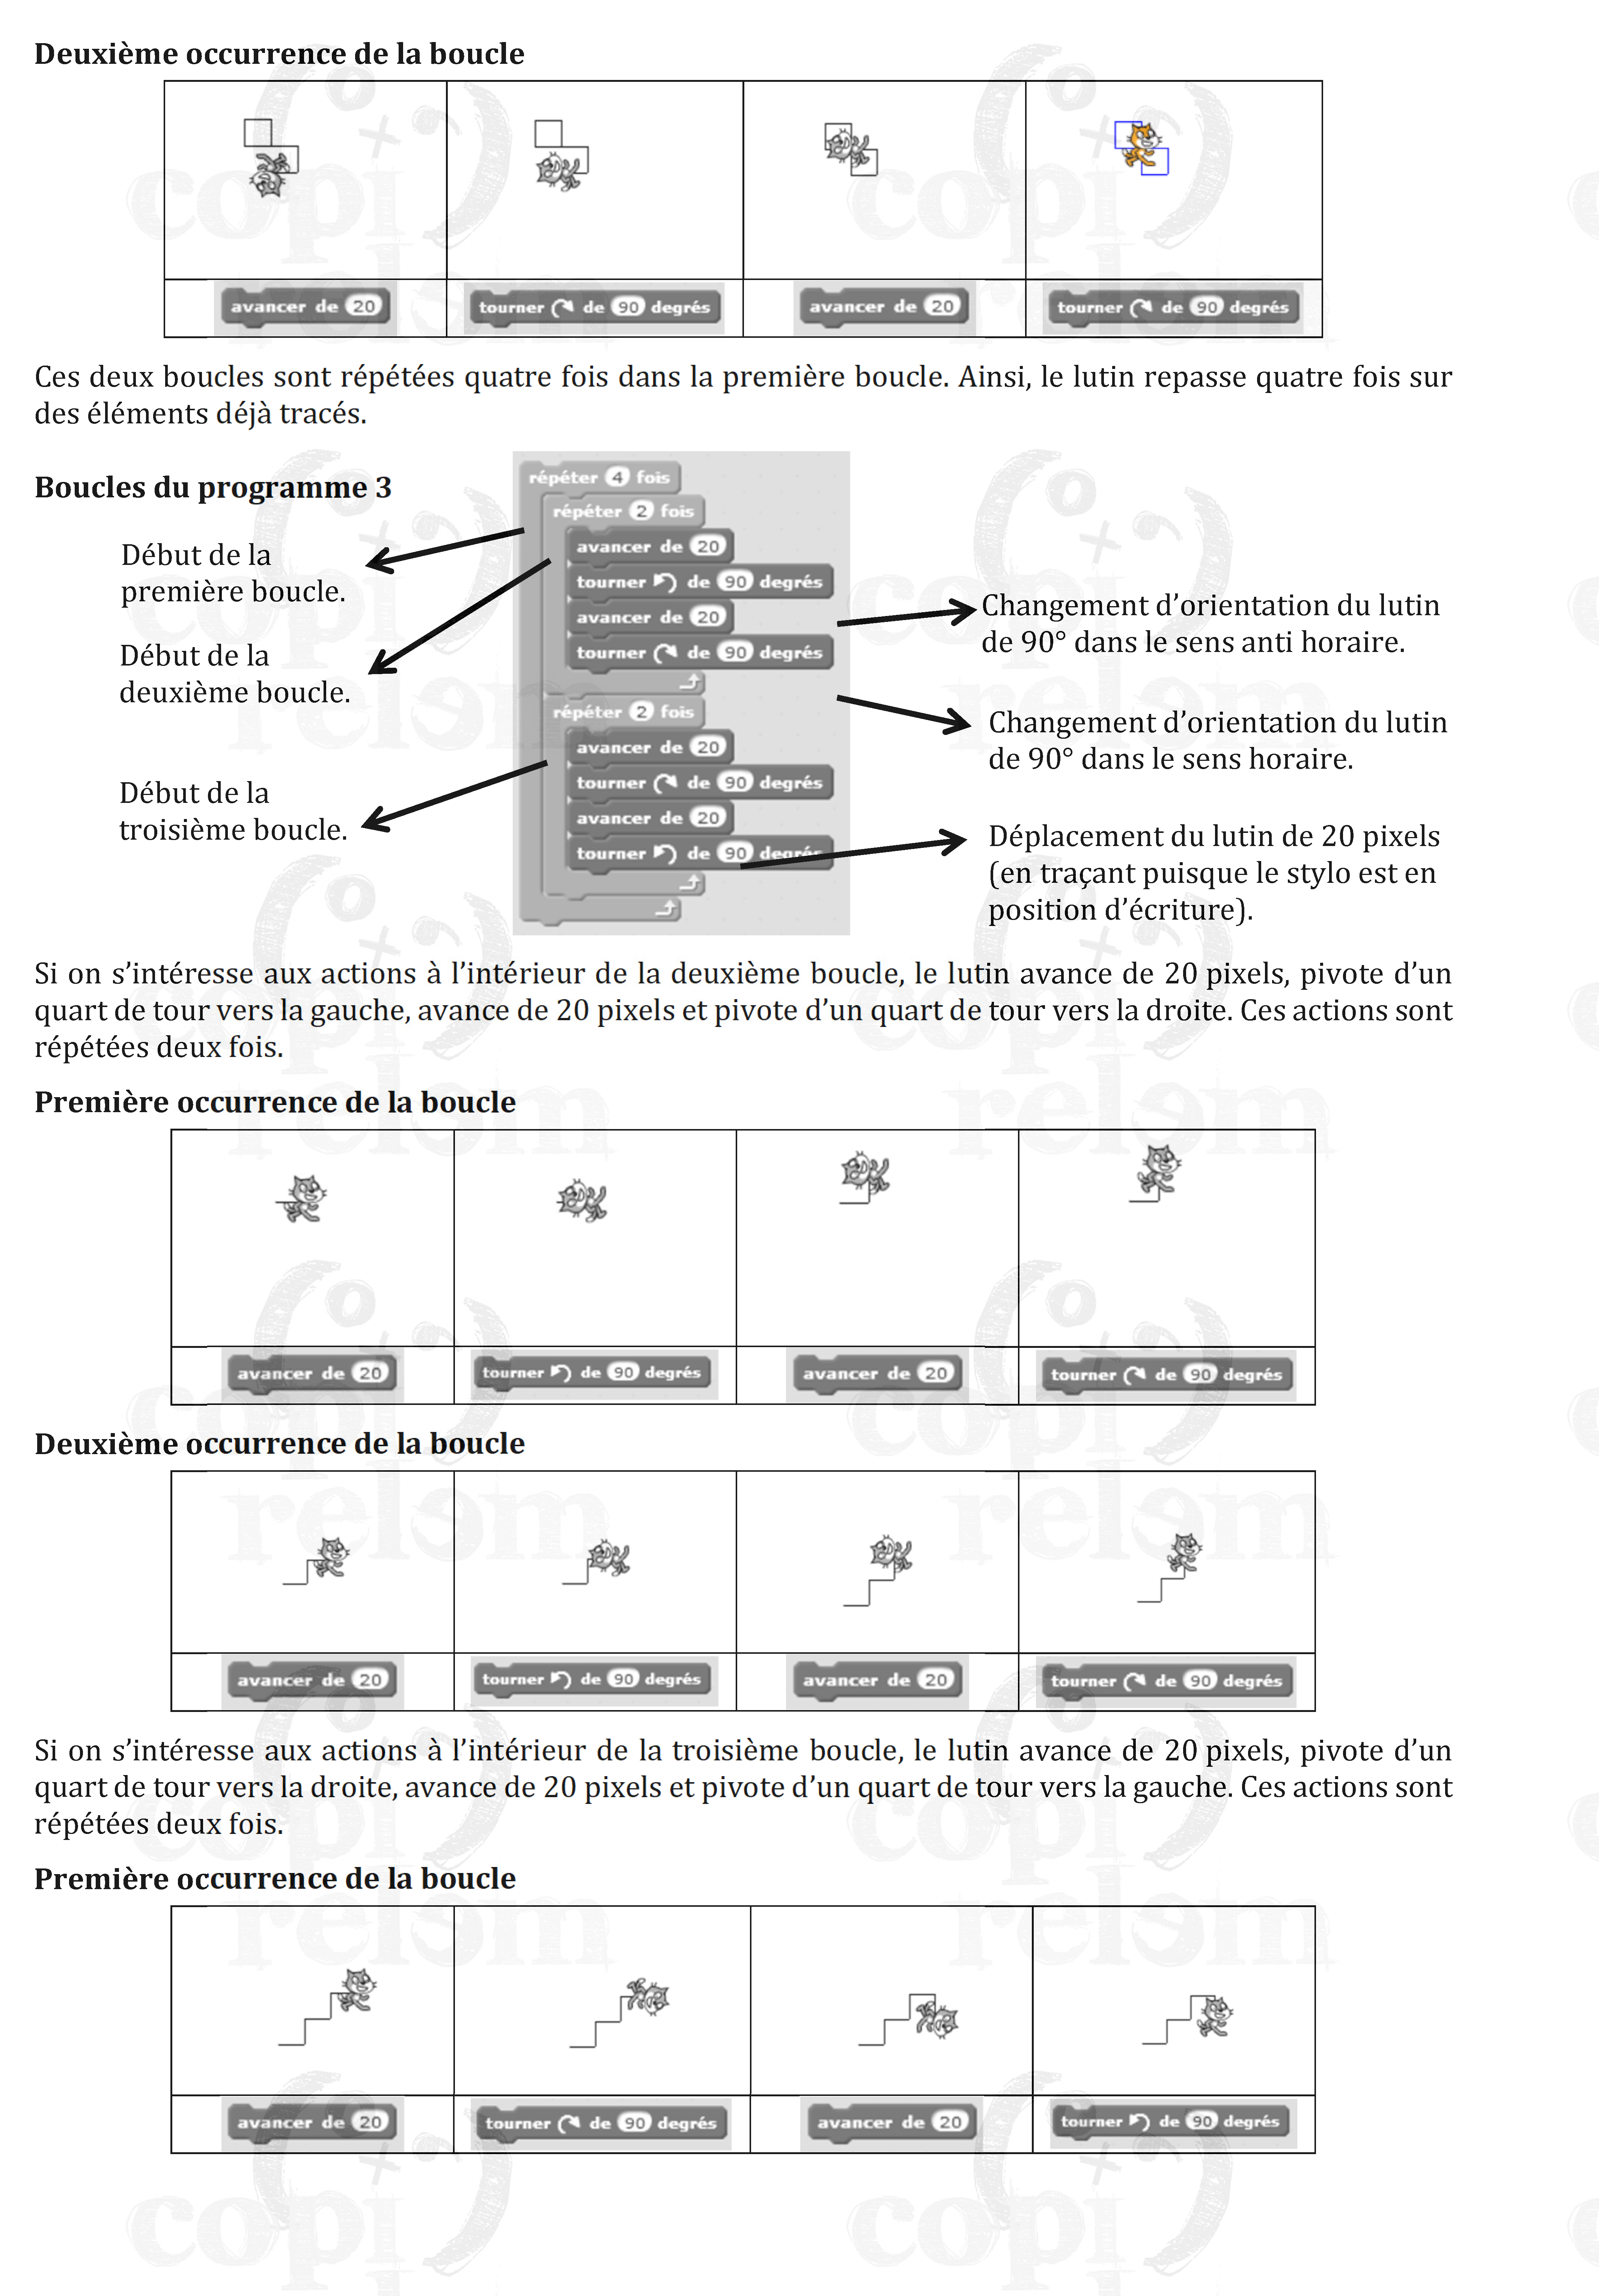 Deuxième occurrence de la boucle
avancer de 20
tourner de 90 degrés
avancer de 20
tourner de 90 degrés
Ces deux boucles sont répétées quatre fois dans la première boucle. Ainsi, le lutin repasse quatre fois sur
des éléments déjà tracés.
Boucles du programme 3
Début de la
première boucle.
Début de la
deuxième boucle.
Début de la
troisième boucle.
répéter 4 fois
répéter 2 fois
avancer de 20
tourner de 90 degrés
avancer de 20
tourner de 90 degrés
répéter 2 fois
avancer de 20
tourner de 90 degrés
avancer de 20
tourner de 90 degrés
Changement d’orientation du lutin
de 90° dans le sens anti horaire.
Changement d’orientation du lutin
de 90° dans le sens horaire.
Déplacement du lutin de 20 pixels
(en traçant puisque le stylo est en
position d’écriture).
Si on s’intéresse aux actions à l’intérieur de la deuxième boucle, le lutin avance de 20 pixels, pivote d’un
quart de tour vers la gauche, avance de 20 pixels et pivote d’un quart de tour vers la droite. Ces actions sont
répétées deux fois.
Première occurrence de la boucle
avancer de 20
tourner de 90 degrés
avancer de 20
tourner de 90 degrés
Deuxième occurrence de la boucle
avancer de 20
tourner de 90 degrés
avancer de 20
tourner de 90 degrés
Si on s’intéresse aux actions à l’intérieur de la troisième boucle, le lutin avance de 20 pixels, pivote d’un
quart de tour vers la droite, avance de 20 pixels et pivote d’un quart de tour vers la gauche. Ces actions sont
répétées deux fois.
Première occurrence de la boucle
avancer de 20
tourner de 90 degrés
avancer de 20
tourner de 90 degrés